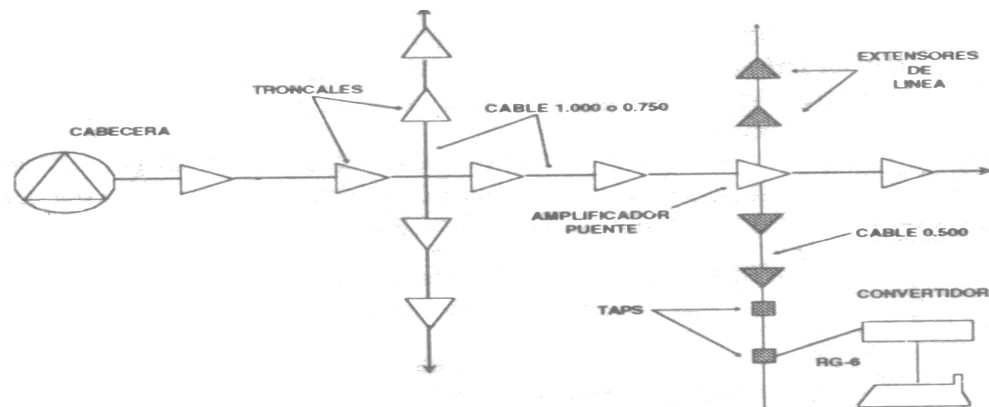 EXTENSORES
DE
LINEA
TRONCALES
CABLE 1.000 o 0.750
CABECERA
AMPLIFICADOR
PUENTE
CABLE 0.500
TAPS
CONVERTIDOR
RG-6